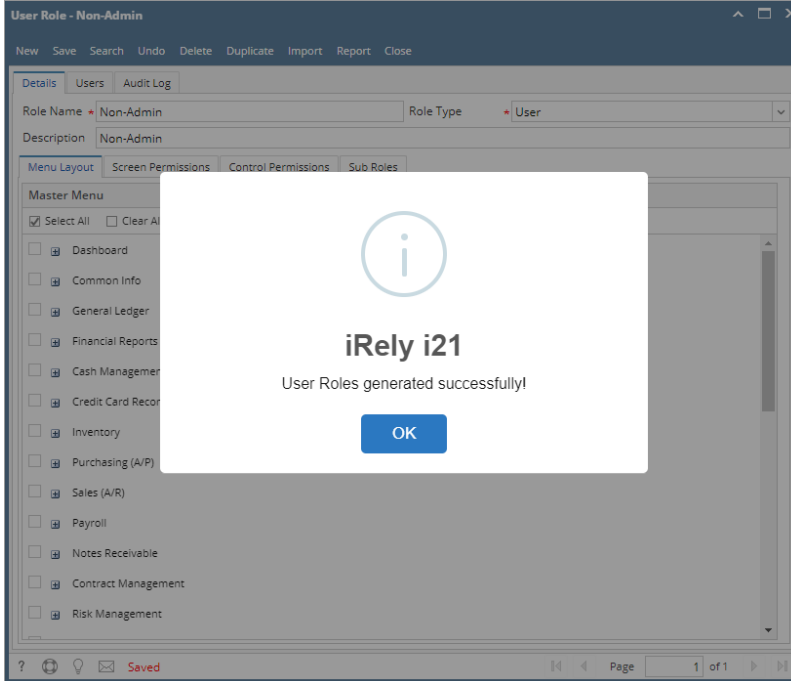 User Role - Non-Admin
New Save Search Undo Delete Duplicate Import Report Close
Details Users Audit Log
Role Name * Non-Admin Role Type * User
Description Non-Admin
Menu Layout Screen Permissions Control Permissions Sub Roles
Master Menu
Select All Clear Al
Dashboard
Common Info
General Ledger
Financial Reports
Cash Managemer
Credit Card Recor
Inventory
Purchasing (A/P)
Sales (A/R)
Payroll
Notes Receivable
Contract Management
Risk Management
i
iRely i21
User Roles generated successfully!
OK
? Saved Page 1 of 1